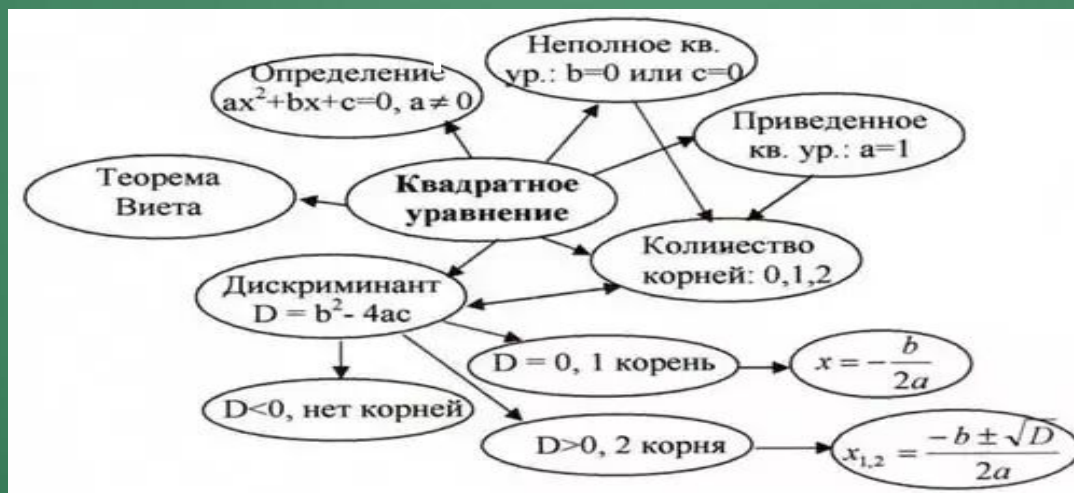 Неполное кв.
ур.: b=0 или c=0
Определение
ax²+bx+c=0, a≠0
Приведенное
кв. ур.: a=1
Теорема
Виета
Квадратное
уравнение
Количество
корней: 0,1,2
Дискриминант
D = b²- 4ac
D = 0, 1 корень
x = -b/2a
D<0, нет корней
D>0, 2 корня
x₁,₂ = (-b ± √D)/2a